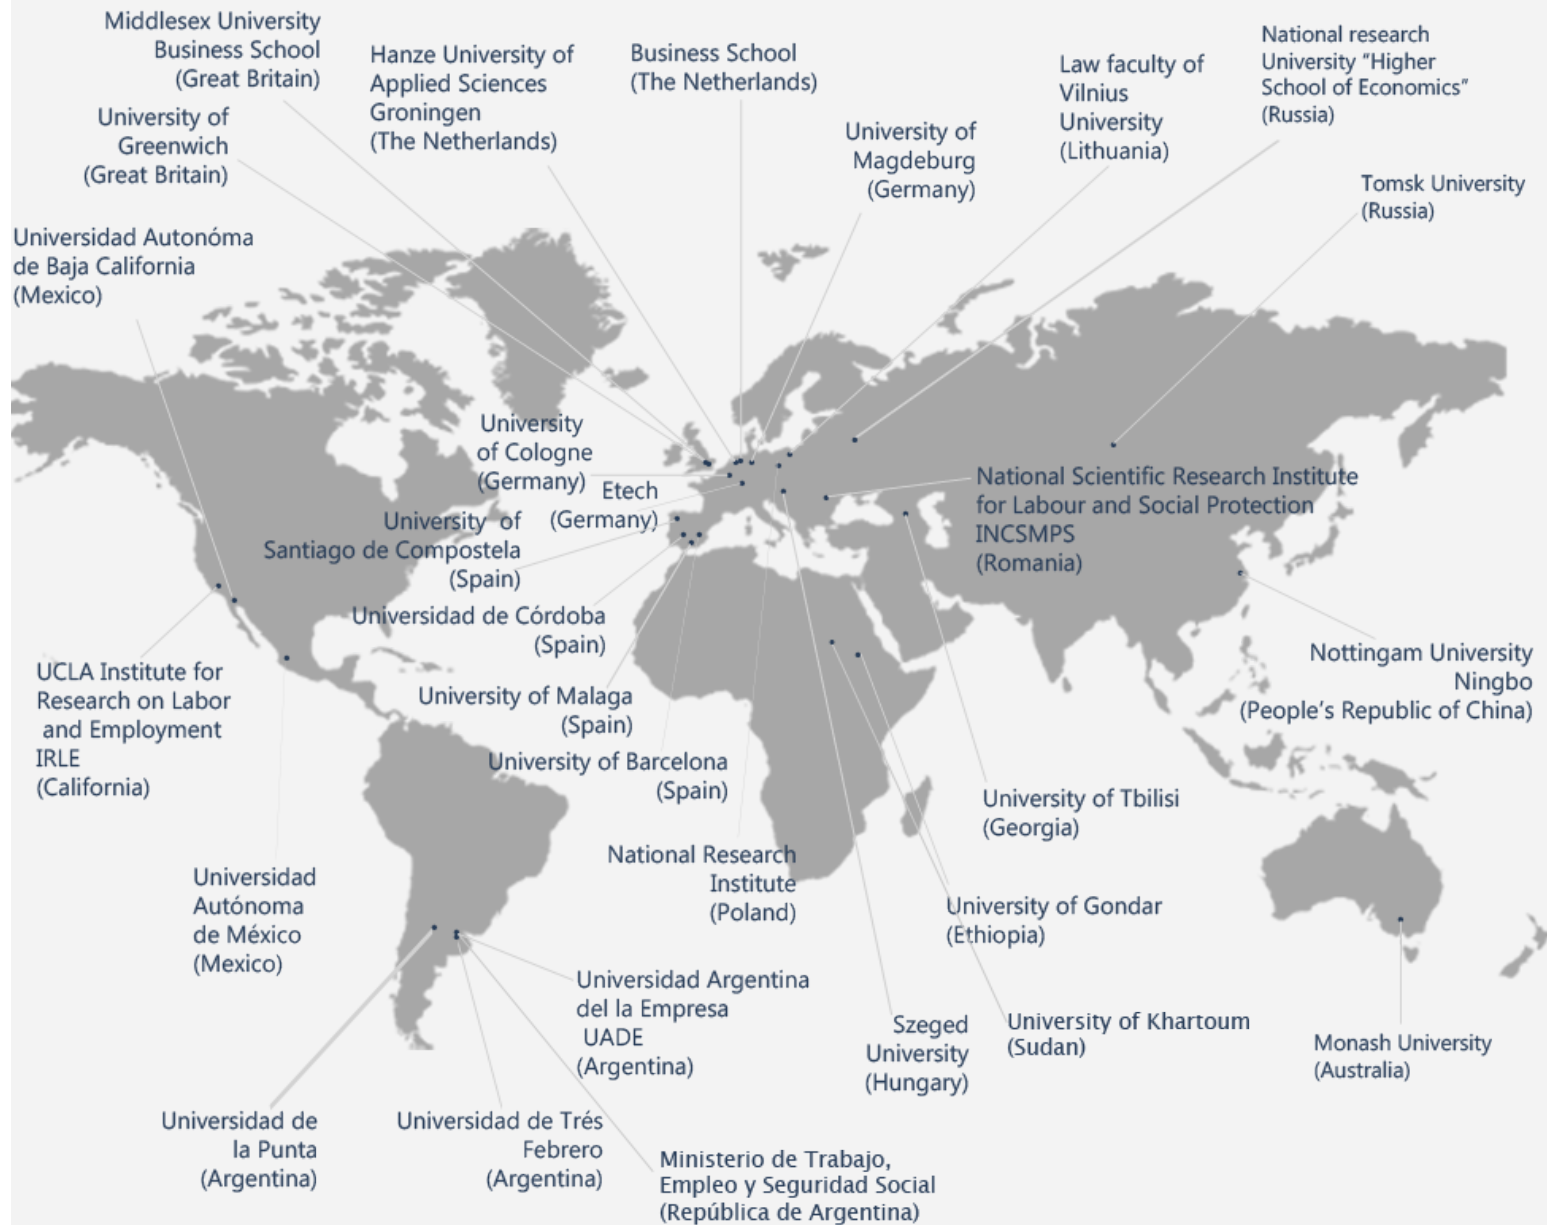 Middlesex University
Business School
(Great Britain)
Hanze University of
Applied Sciences
Groningen
(The Netherlands)
Business School
(The Netherlands)
Law faculty of
Vilnius
University
(Lithuania)
National research
University “Higher
School of Economics”
(Russia)
University of
Greenwich
(Great Britain)
University of
Magdeburg
(Germany)
Tomsk University
(Russia)
Universidad Autonóma
de Baja California
(Mexico)
University
of Cologne
(Germany)
Etech
(Germany)
National Scientific Research Institute
for Labour and Social Protection
INCSMPS
(Romania)
University of
Santiago de Compostela
(Spain)
Universidad de Córdoba
(Spain)
UCLA Institute for
Research on Labor
and Employment
IRLE
(California)
University of Malaga
(Spain)
Nottingam University
Ningbo
(People’s Republic of China)
University of Barcelona
(Spain)
University of Tbilisi
(Georgia)
National Research
Institute
(Poland)
Universidad
Autónoma
de México
(Mexico)
University of Gondar
(Ethiopia)
Universidad Argentina
del la Empresa
UADE
(Argentina)
Szeged
University
(Hungary)
University of Khartoum
(Sudan)
Monash University
(Australia)
Universidad de
la Punta
(Argentina)
Universidad de Trés
Febrero
(Argentina)
Ministerio de Trabajo,
Empleo y Seguridad Social
(República de Argentina)